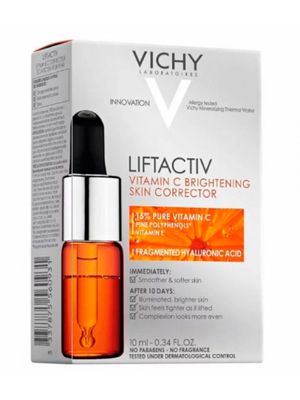 VICHY
LABORATOIRES
INNOVATION
Allergy tested
Vichy Mineralizing Thermal Water
LIFTACTIV
VITAMIN C BRIGHTENING
SKIN CORRECTOR
15% PURE VITAMIN C
PINE POLYPHENOLS
VITAMIN E
FRAGMENTED HYALURONIC ACID
IMMEDIATELY:
✓ Smoother & softer skin
AFTER 10 DAYS:
✓ Illuminated, brighter skin
✓ Skin feels tighter as if lifted
✓ Complexion looks more even
10 ml - 0.34 FL.OZ.
NO PARABENS - NO FRAGRANCE
TESTED UNDER DERMATOLOGICAL CONTROL